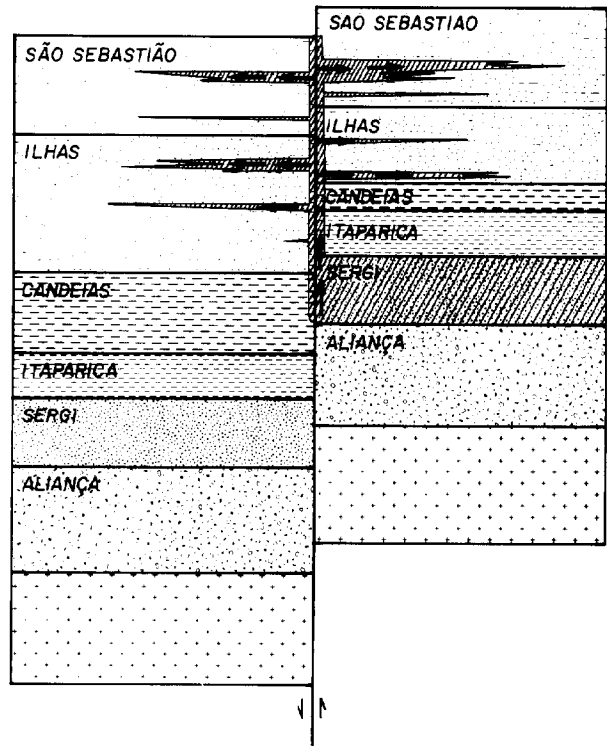 SÃO SEBASTIÃO
ILHAS
CANDEIAS
ITAPARICA
SERGI
ALIANÇA
SAO SEBASTIAO
ILHAS
CANDEIAS
ITAPARICA
SERGI
ALIANÇA